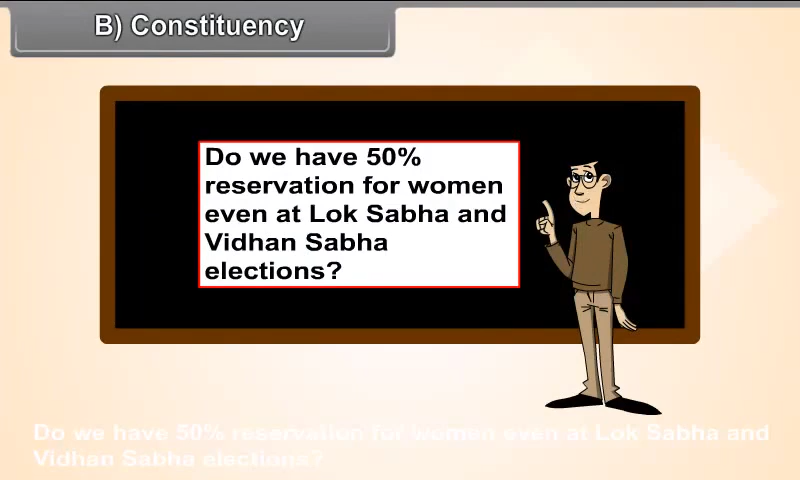 B) Constituency
Do we have 50%
reservation for women
even at Lok Sabha and
Vidhan Sabha
elections?
Do we have 50% reservation for women even at Lok Sabha and
Vidhan Sabha elections?